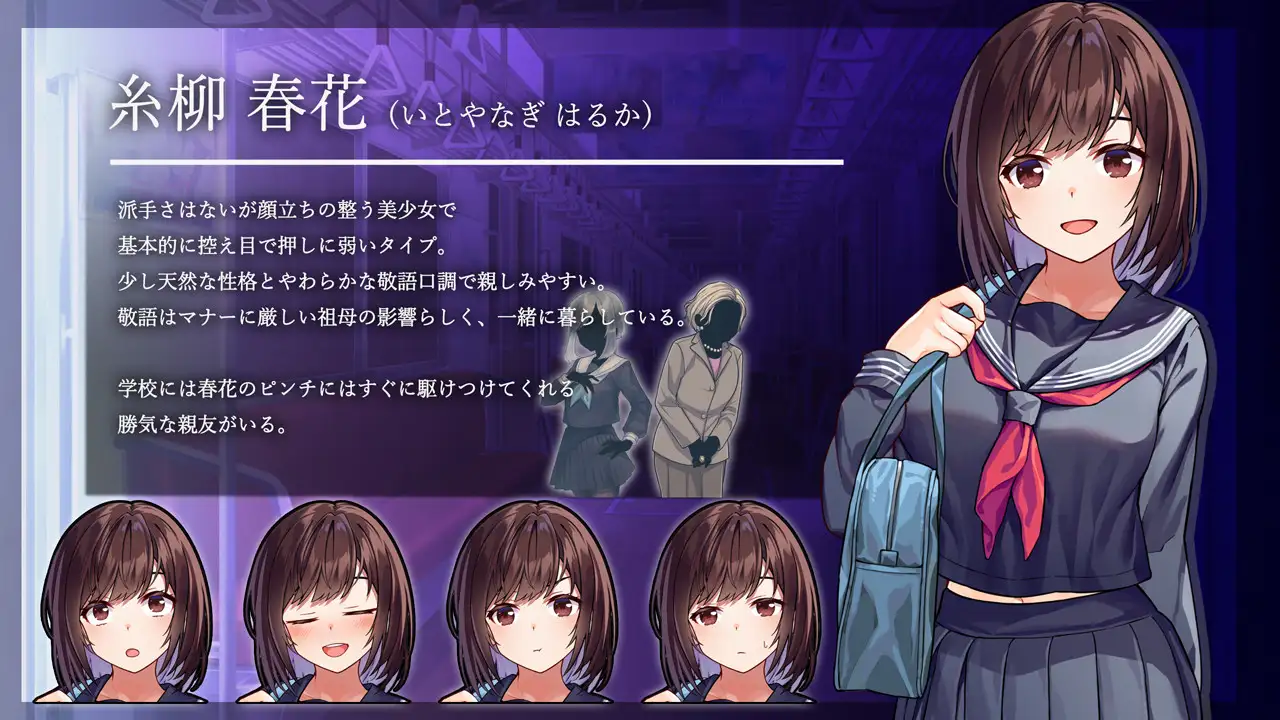 糸柳 春花 (いとやなぎ はるか)
派手さはないが顔立ちの整う美少女で
基本的に控え目で押しに弱いタイプ。
少し天然な性格とやわらかな敬語口調で親しみやすい。
敬語はマナーに厳しい祖母の影響らしく、一緒に暮らしている。
学校には春花のピンチにはすぐに駆けつけてくれる
勝気な親友がいる。